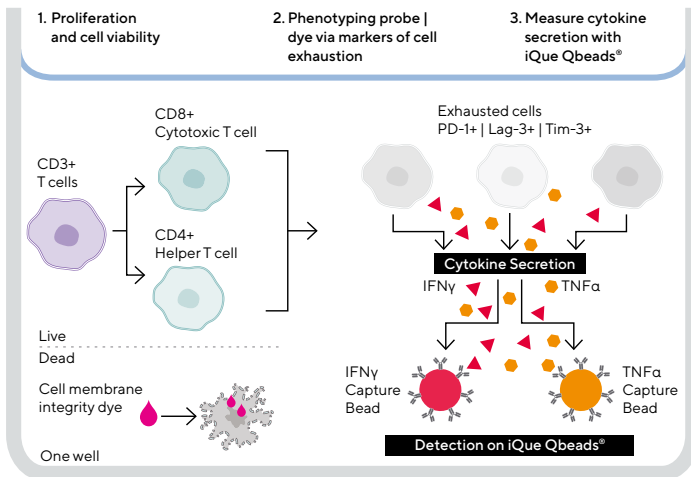 1. Proliferation
and cell viability
2. Phenotyping probe |
dye via markers of cell
exhaustion
3. Measure cytokine
secretion with
iQue Qbeads®
CD3+
T cells
CD8+
Cytotoxic T cell
CD4+
Helper T cell
Live
Dead
Cell membrane
integrity dye
One well
Exhausted cells
PD-1+ | Lag-3+ | Tim-3+
Cytokine Secretion
IFNγ
TNFα
IFNγ
Capture
Bead
TNFα
Capture
Bead
Detection on iQue Qbeads®